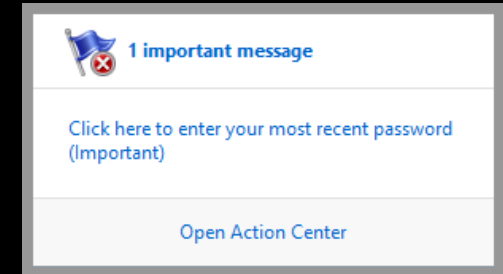 1 important message
Click here to enter your most recent password
(Important)
Open Action Center